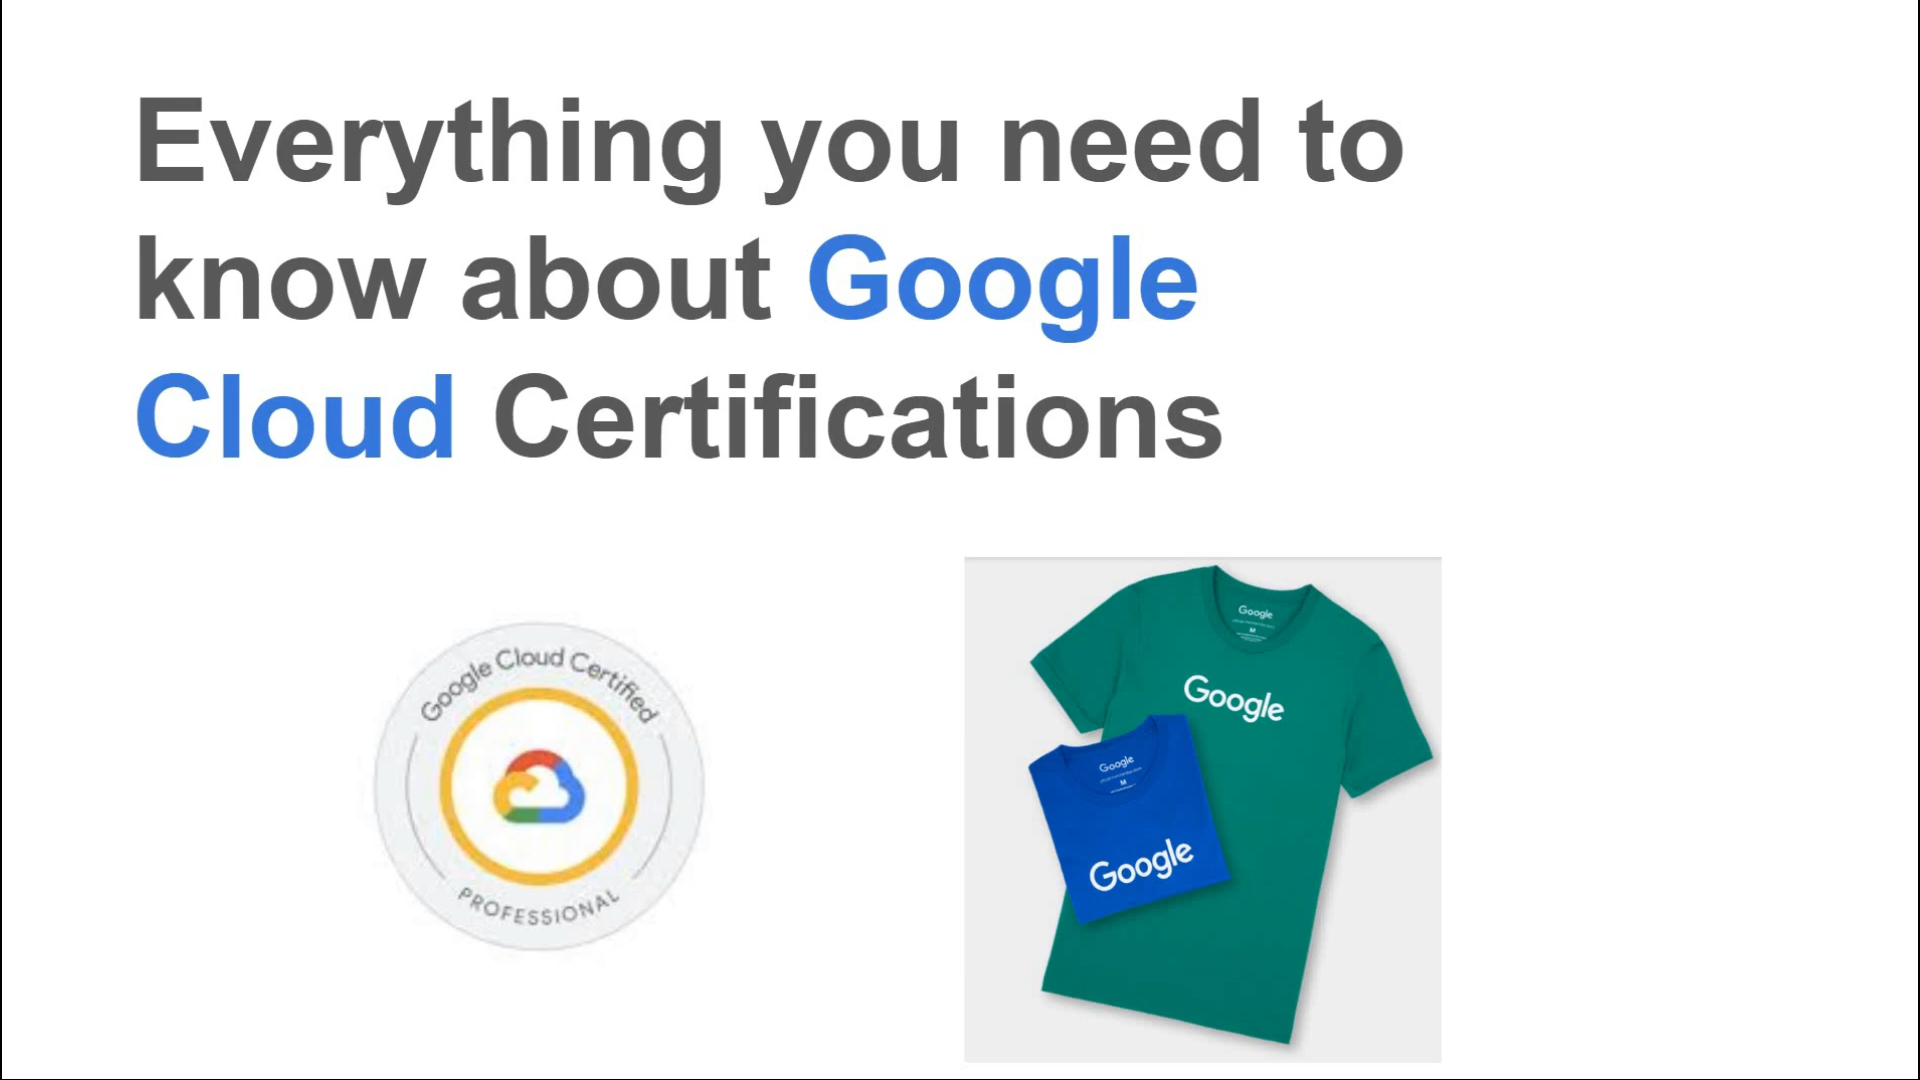 Everything you need to
know about Google
Cloud Certifications
Google Cloud Certified
PROFESSIONAL
Google
M
Google
Google
M
Google